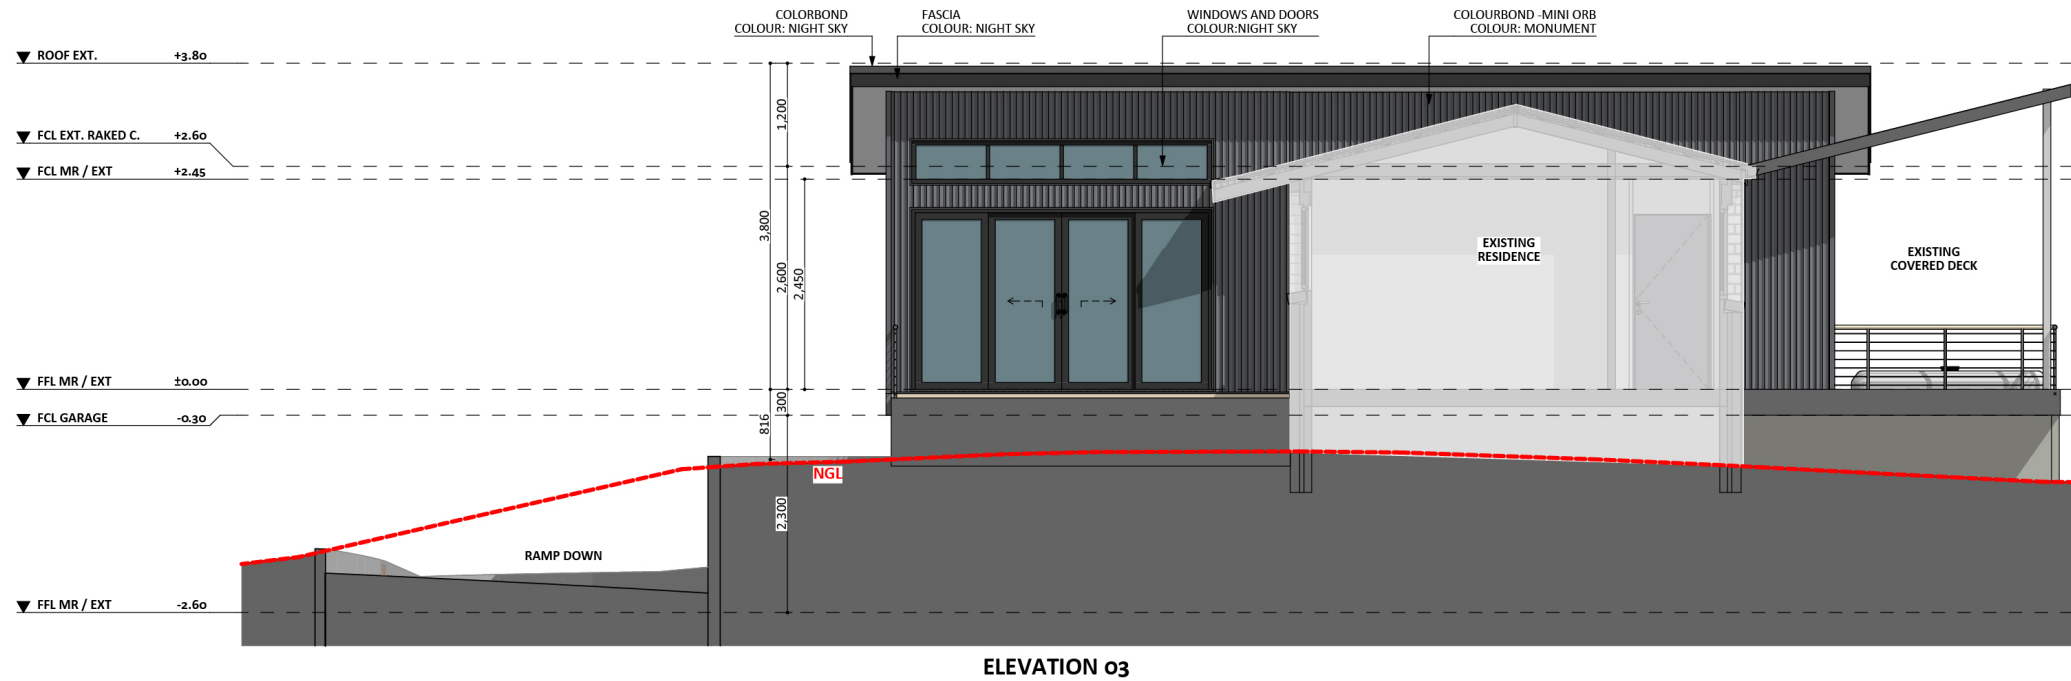 COLORBOND
COLOUR: NIGHT SKY
FASCIA
COLOUR: NIGHT SKY
WINDOWS AND DOORS
COLOUR:NIGHT SKY
COLOURBOND -MINI ORB
COLOUR: MONUMENT
ROOF EXT. +3.80
FCL EXT. RAKED C. +2.60
FCL MR / EXT +2.45
1,200
3,800
2,600
2,450
EXISTING
RESIDENCE
EXISTING
COVERED DECK
FFL MR / EXT ±0.00
FCL GARAGE -0.30
300
816
NGL
2,300
RAMP DOWN
FFL MR / EXT -2.60
ELEVATION 03